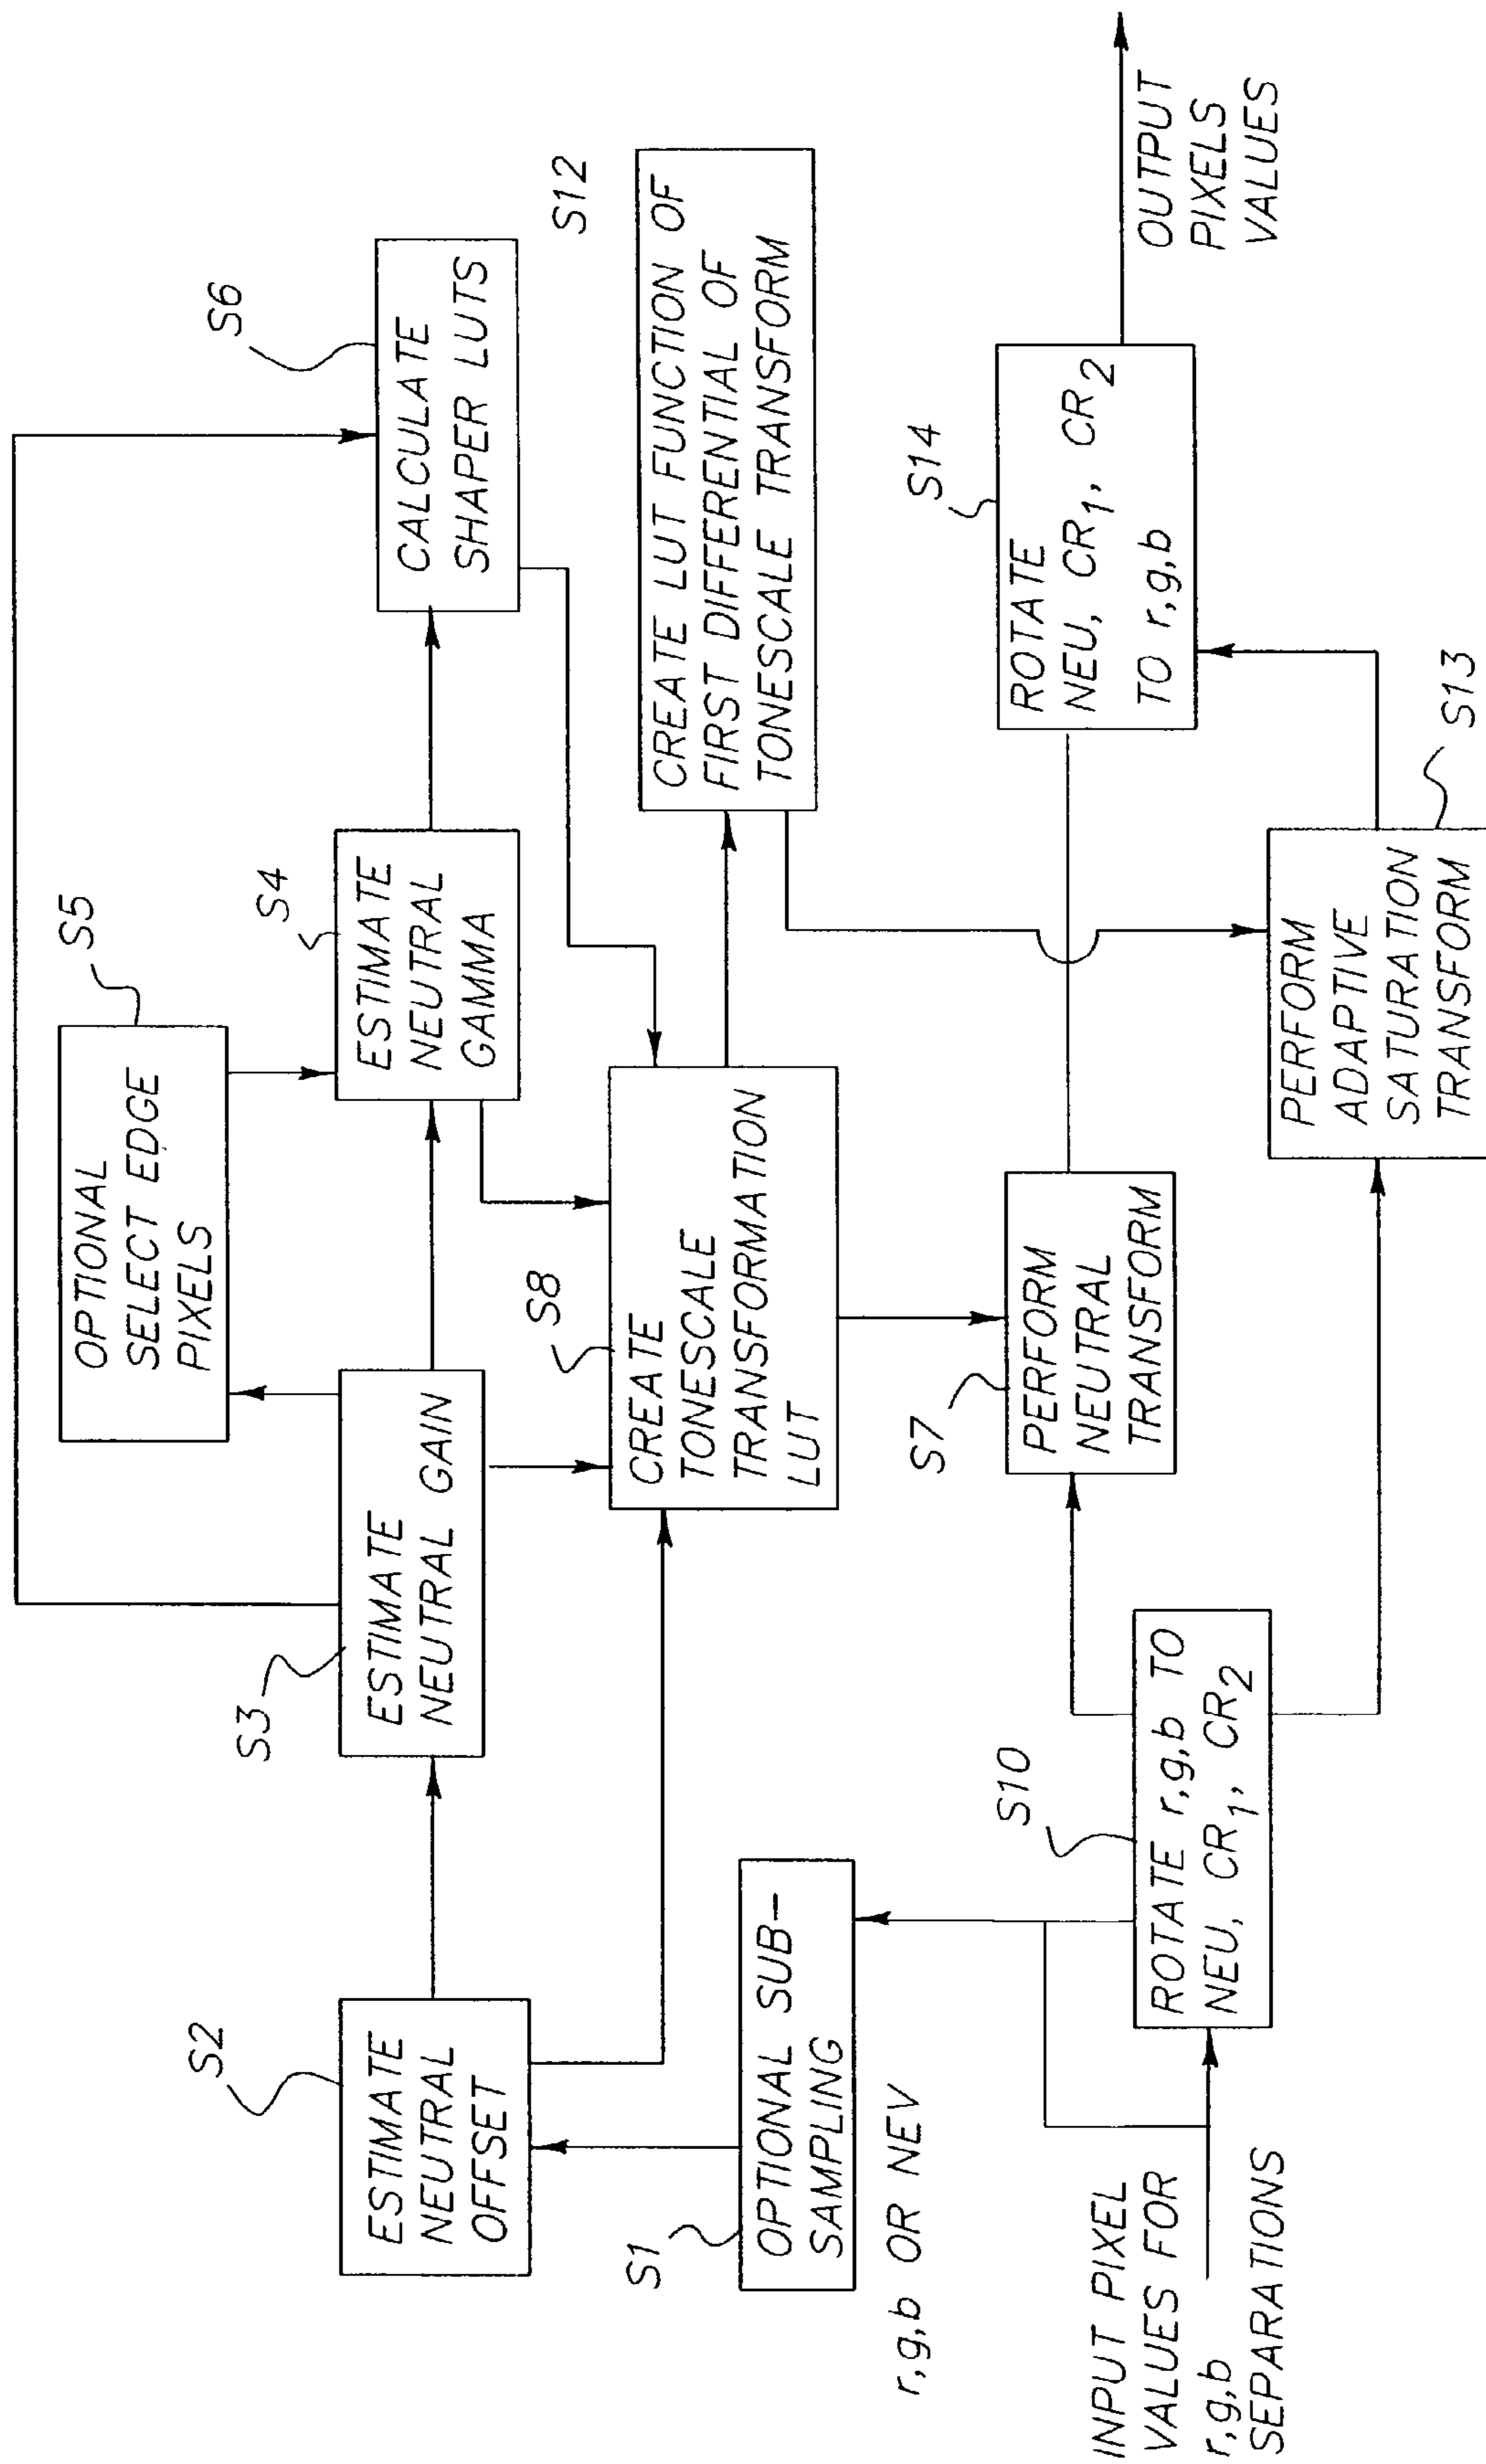 S2
ESTIMATE
NEUTRAL
OFFSET
S3
ESTIMATE
NEUTRAL GAIN
S5
OPTIONAL
SELECT EDGE
PIXELS
S4
ESTIMATE
NEUTRAL
GAMMA
S6
CALCULATE
SHAPER LUTS
S1
OPTIONAL SUB-
SAMPLING
r,g,b OR NEV
S8
CREATE
TONESCALE
TRANSFORMATION
LUT
S12
CREATE LUT FUNCTION OF
FIRST DIFFERENTIAL OF
TONESCALE TRANSFORM
INPUT PIXEL
VALUES FOR
r,g,b
SEPARATIONS
S10
ROTATE r,g,b TO
NEU, CR1, CR2
S7
PERFORM
NEUTRAL
TRANSFORM
S13
PERFORM
ADAPTIVE
SATURATION
TRANSFORM
S14
ROTATE
NEU, CR1, CR2
TO r,g,b
OUTPUT
PIXELS
VALUES